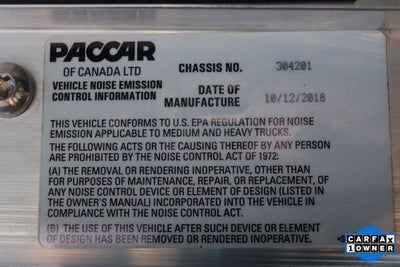 PACCAR
OF CANADA LTD
VEHICLE NOISE EMISSION
CONTROL INFORMATION
CHASSIS NO. 304201
DATE OF
MANUFACTURE 10/12/2018
THIS VEHICLE CONFORMS TO U.S. EPA REGULATION FOR NOISE
EMISSION APPLICABLE TO MEDIUM AND HEAVY TRUCKS.
THE FOLLOWING ACTS OR THE CAUSING THEREOF BY ANY PERSON
ARE PROHIBITED BY THE NOISE CONTROL ACT OF 1972:
(A) THE REMOVAL OR RENDERING INOPERATIVE, OTHER THAN
FOR PURPOSES OF MAINTENANCE, REPAIR, OR REPLACEMENT, OF
ANY NOISE CONTROL DEVICE OR ELEMENT OF DESIGN (LISTED IN
THE OWNER'S MANUAL) INCORPORATED INTO THE VEHICLE IN
COMPLIANCE WITH THE NOISE CONTROL ACT.
(B) THE USE OF THIS VEHICLE AFTER SUCH DEVICE OR ELEMENT
OF DESIGN HAS BEEN REMOVED OR RENDERED INOPERATIVE.
CARFAX
1 OWNER